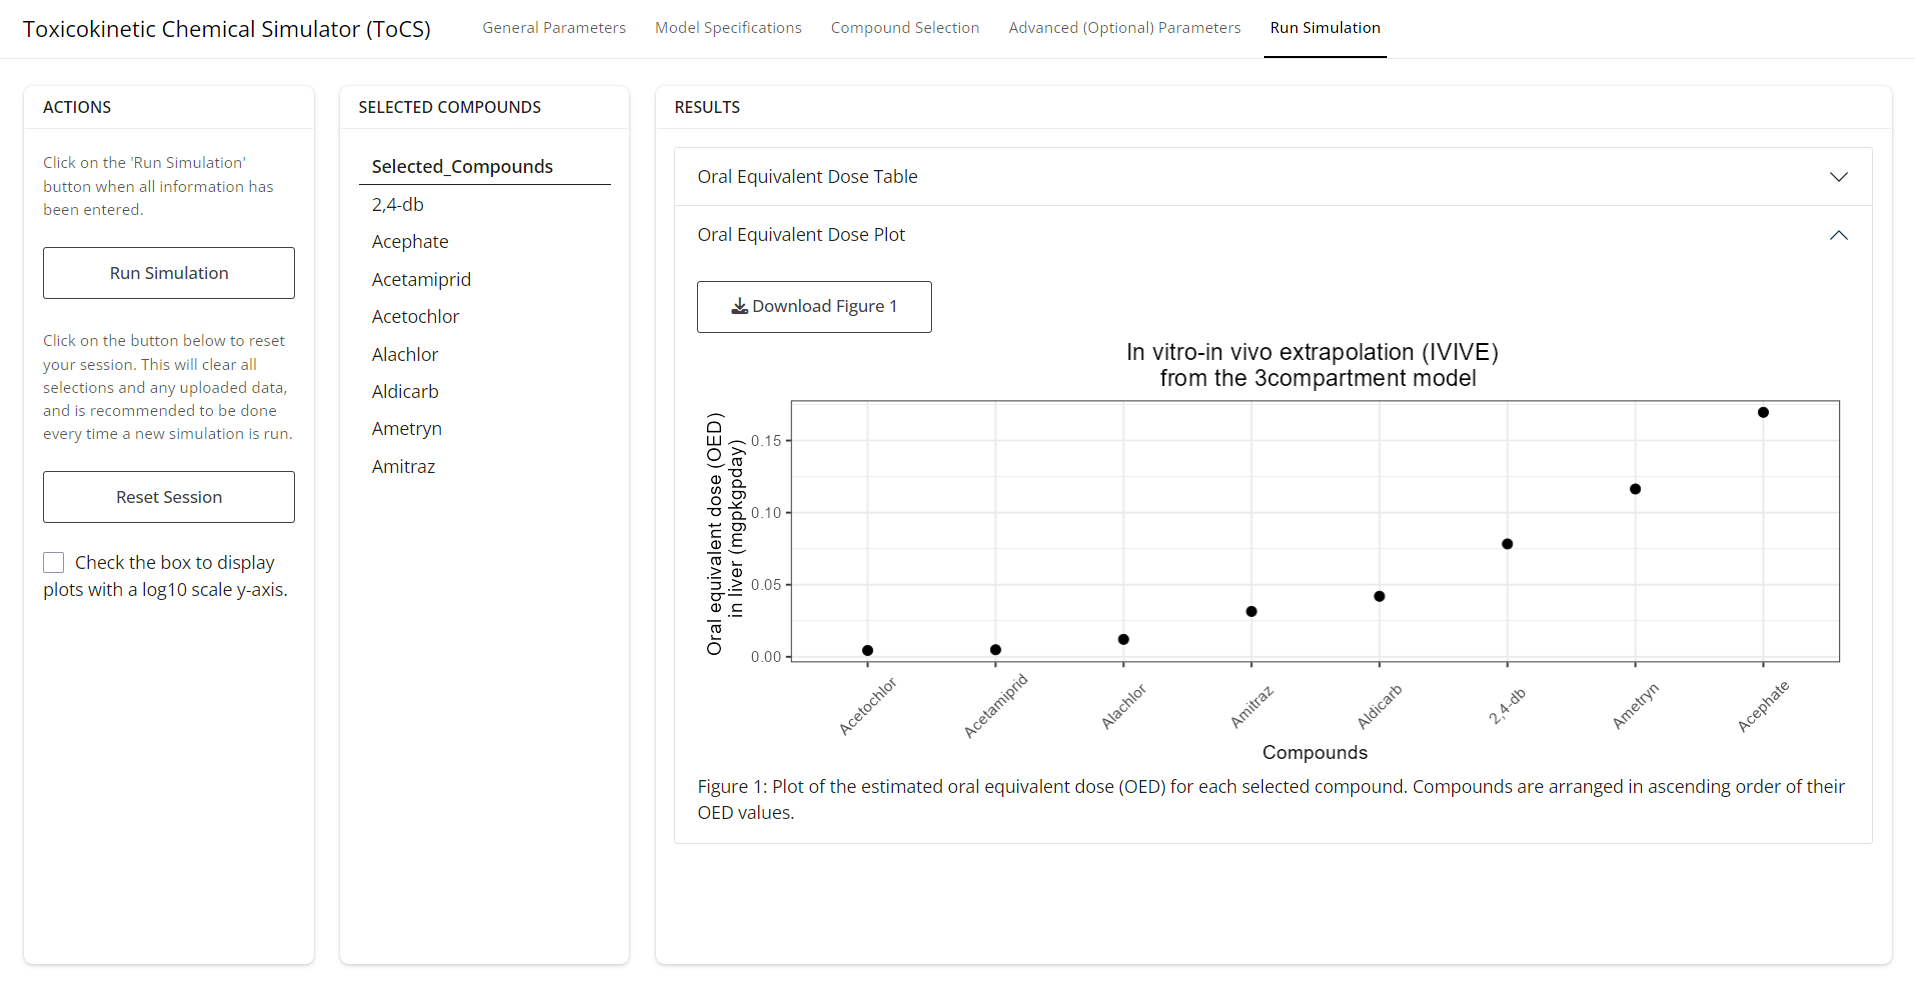 Toxicokinetic Chemical Simulator (ToCS)
General Parameters
Model Specifications
Compound Selection
Advanced (Optional) Parameters
Run Simulation
ACTIONS
Click on the 'Run Simulation'
button when all information has
been entered.
Run Simulation
Click on the button below to reset
your session. This will clear all
selections and any uploaded data,
and is recommended to be done
every time a new simulation is run.
Reset Session
Check the box to display
plots with a log10 scale y-axis.
SELECTED COMPOUNDS
Selected_Compounds
2,4-db
Acephate
Acetamiprid
Acetochlor
Alachlor
Aldicarb
Ametryn
Amitraz
RESULTS
Oral Equivalent Dose Table
Oral Equivalent Dose Plot
Download Figure 1
In vitro-in vivo extrapolation (IVIVE)
from the 3compartment model
Oral equivalent dose (OED)
in liver (mgpkgpday)
0.15
0.10
0.05
0.00
Acetochlor
Acetamiprid
Alachlor
Amitraz
Aldicarb
2,4-db
Ametryn
Acephate
Compounds
Figure 1: Plot of the estimated oral equivalent dose (OED) for each selected compound. Compounds are arranged in ascending order of their
OED values.